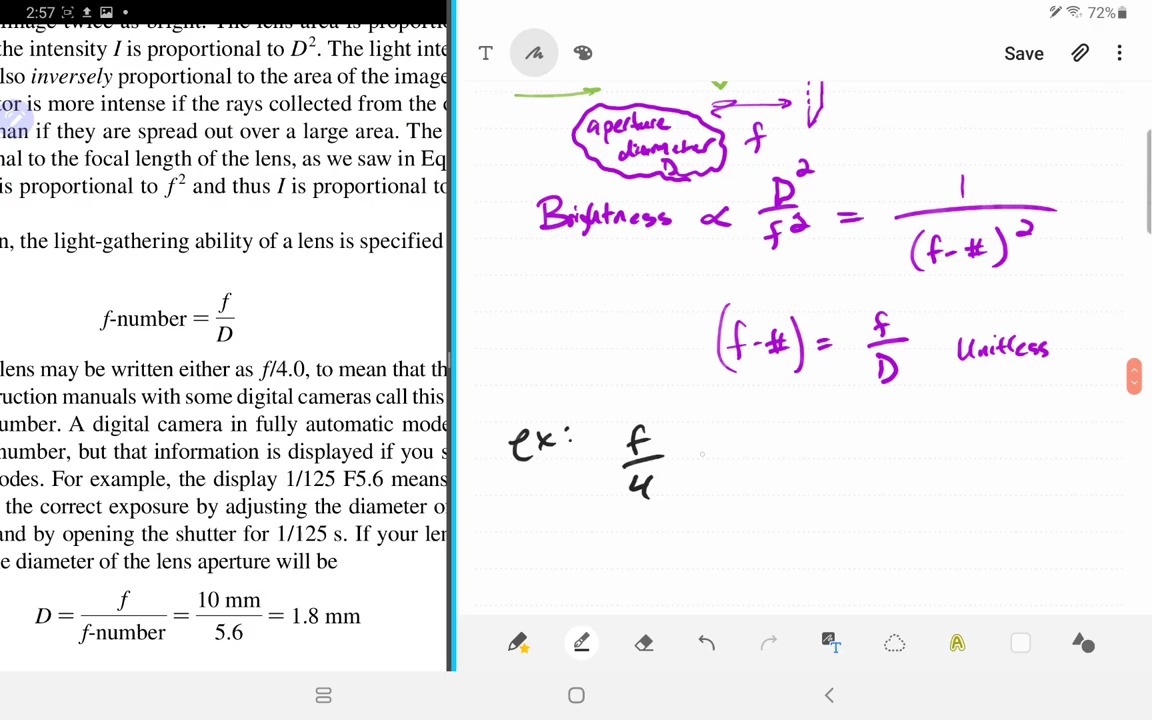 2:57
72%
image twice as bright. The lens area is proporti
the intensity I is proportional to D². The light inte
lso inversely proportional to the area of the image
tor is more intense if the rays collected from the
han if they are spread out over a large area. The
nal to the focal length of the lens, as we saw in Eq
is proportional to f² and thus I is proportional to
n, the light-gathering ability of a lens is specified
f-number = f/D
lens may be written either as f/4.0, to mean that th
ruction manuals with some digital cameras call this
umber. A digital camera in fully automatic mode
number, but that information is displayed if you s
odes. For example, the display 1/125 F5.6 means
the correct exposure by adjusting the diameter o
and by opening the shutter for 1/125 s. If your len
e diameter of the lens aperture will be
D = f/f-number = 10 mm/5.6 = 1.8 mm
T
Save
aperture
diameter
D
f
Brightness ∝ D²/f² = 1/(f-#)²
(f-#) = f/D Unitless
ex: f/4
T
A